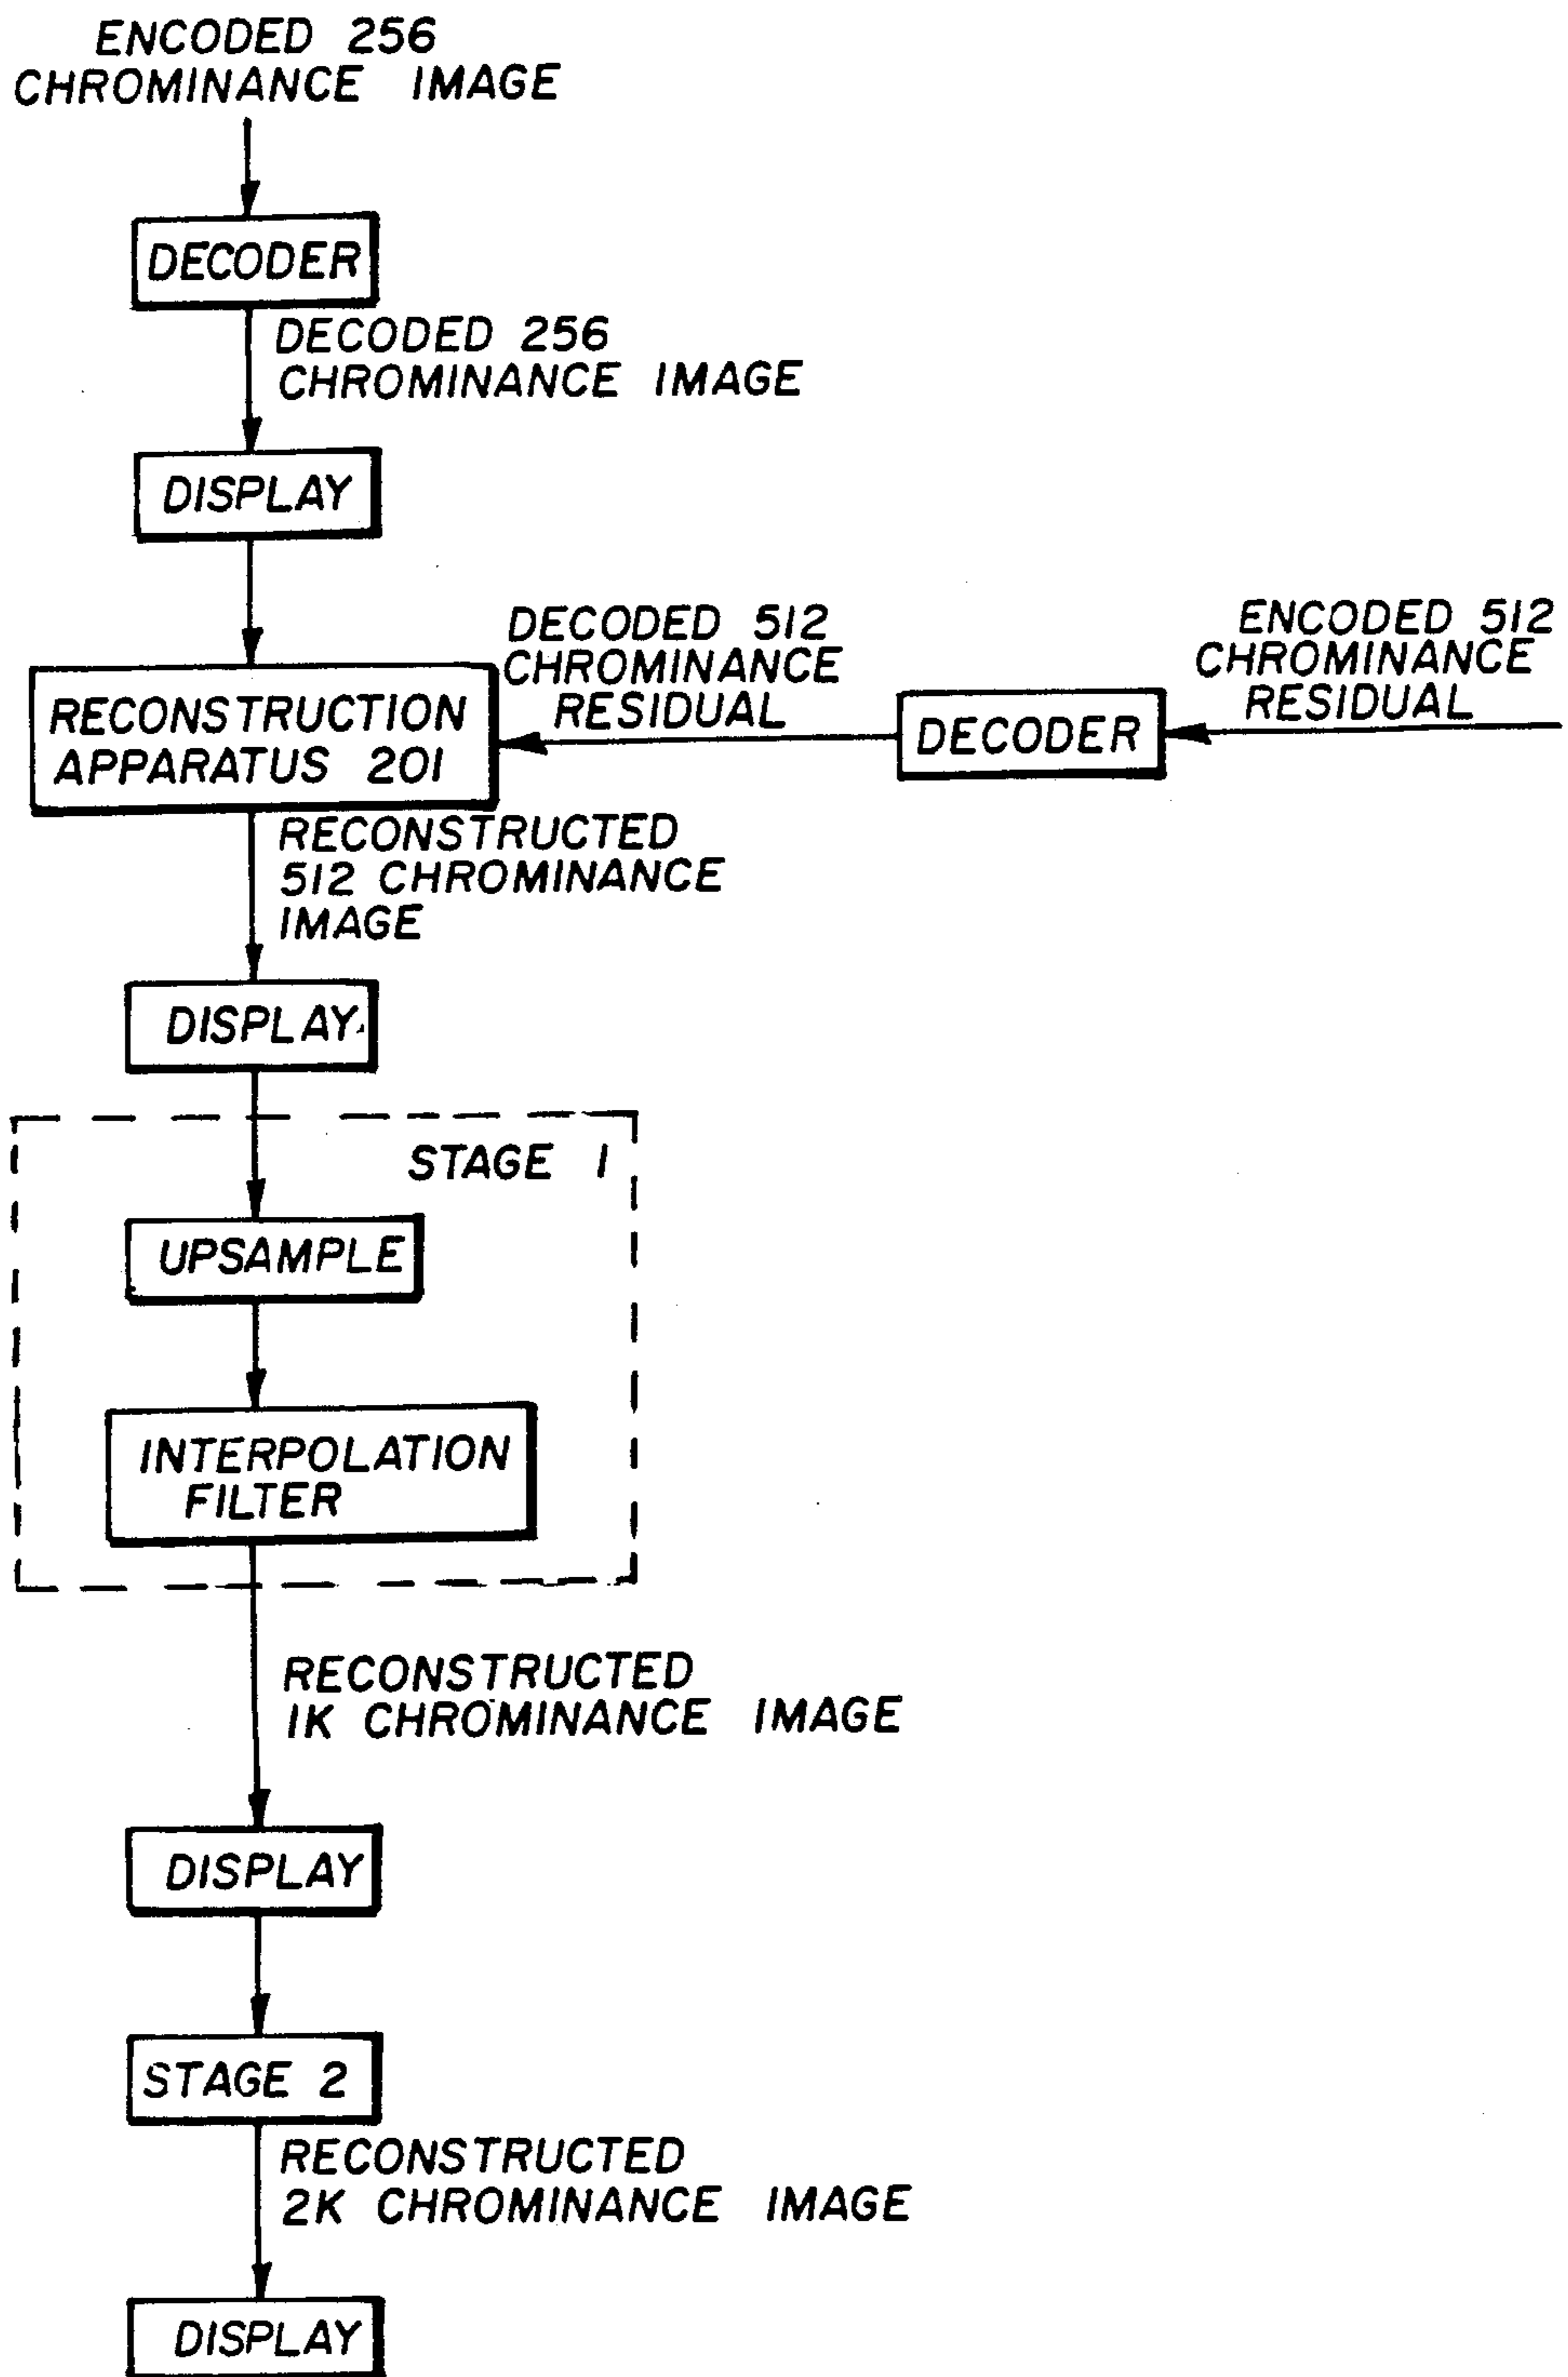 ENCODED 256
CHROMINANCE IMAGE
DECODER
DECODED 256
CHROMINANCE IMAGE
DISPLAY
DECODED 512
CHROMINANCE
RESIDUAL
ENCODED 512
CHROMINANCE
RESIDUAL
RECONSTRUCTION
APPARATUS 201
DECODER
RECONSTRUCTED
512 CHROMINANCE
IMAGE
DISPLAY
STAGE 1
UPSAMPLE
INTERPOLATION
FILTER
RECONSTRUCTED
1K CHROMINANCE IMAGE
DISPLAY
STAGE 2
RECONSTRUCTED
2K CHROMINANCE IMAGE
DISPLAY